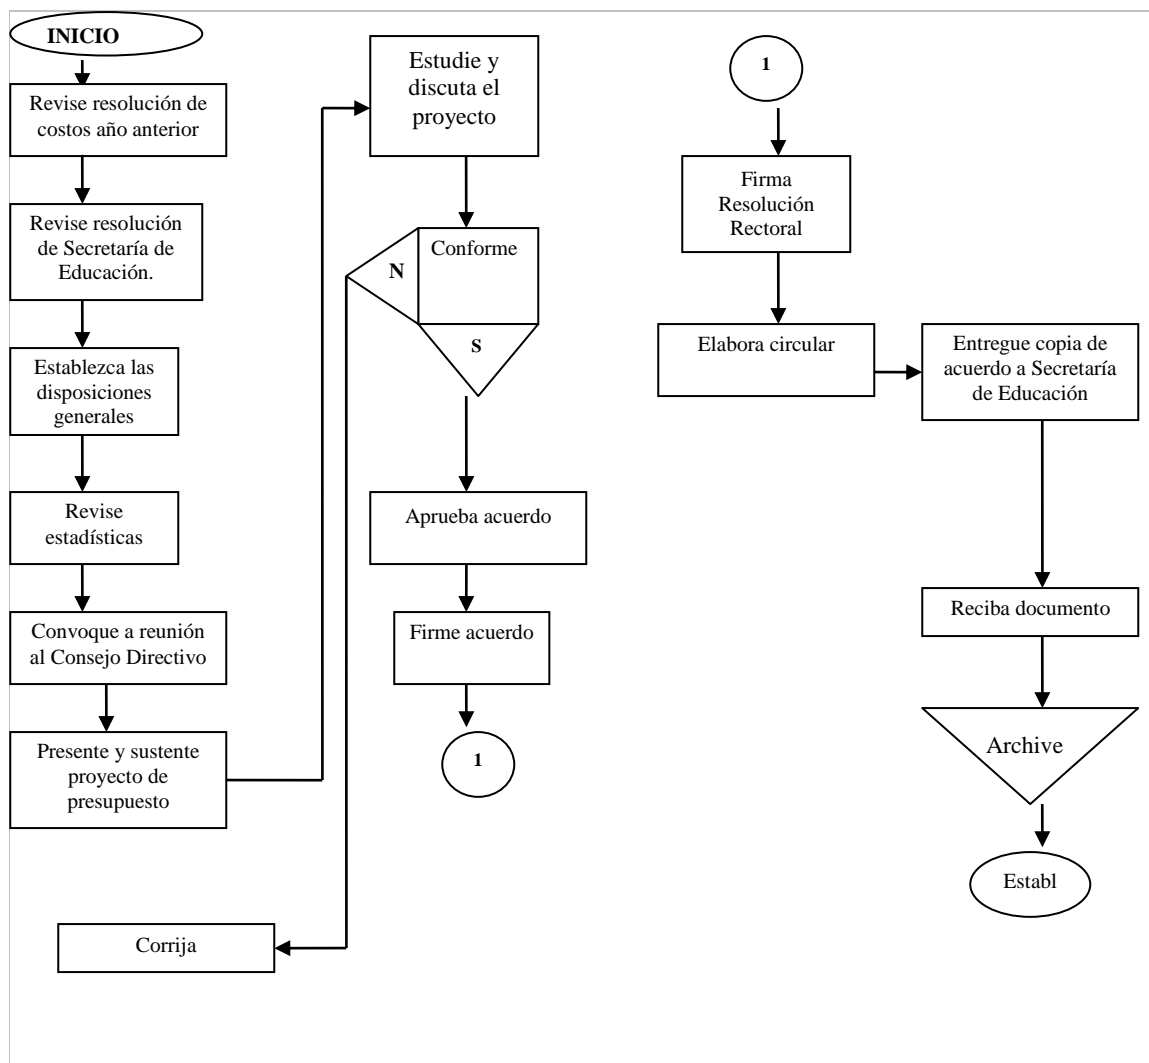 INICIO
Revise resolución de
costos año anterior
Revise resolución
de Secretaría de
Educación.
Establezca las
disposiciones
generales
Revise
estadísticas
Convoque a reunión
al Consejo Directivo
Presente y sustente
proyecto de
presupuesto
Corrija
Estudie y
discuta el
proyecto
Conforme
N
S
Aprueba acuerdo
Firme acuerdo
1
1
Firma
Resolución
Rectoral
Elabora circular
Entregue copia de
acuerdo a Secretaría
de Educación
Reciba documento
Archive
Establ